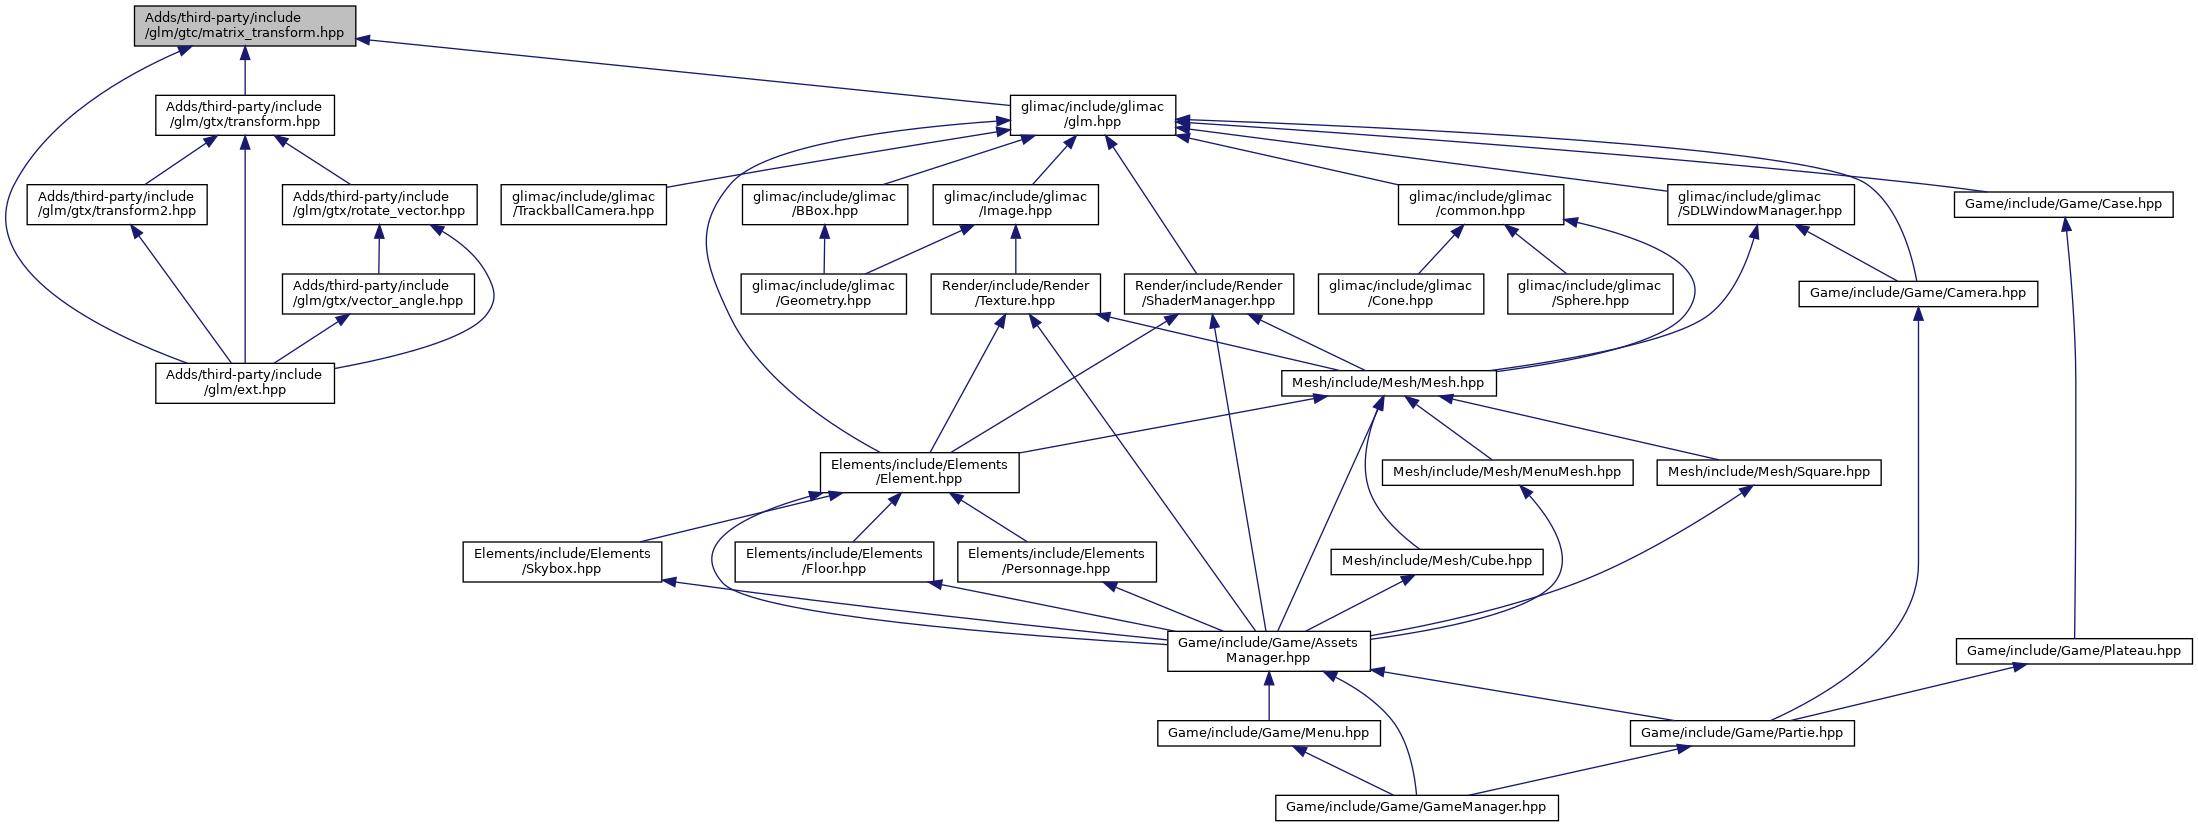 Adds/third-party/include
/glm/gtc/matrix_transform.hpp
Adds/third-party/include
/glm/gtx/transform.hpp
glimac/include/glimac
/glm.hpp
Adds/third-party/include
/glm/gtx/transform2.hpp
Adds/third-party/include
/glm/gtx/rotate_vector.hpp
glimac/include/glimac
/TrackballCamera.hpp
glimac/include/glimac
/BBox.hpp
glimac/include/glimac
/Image.hpp
glimac/include/glimac
/common.hpp
glimac/include/glimac
/SDLWindowManager.hpp
Game/include/Game/Case.hpp
Adds/third-party/include
/glm/gtx/vector_angle.hpp
glimac/include/glimac
/Geometry.hpp
Render/include/Render
/Texture.hpp
Render/include/Render
/ShaderManager.hpp
glimac/include/glimac
/Cone.hpp
glimac/include/glimac
/Sphere.hpp
Game/include/Game/Camera.hpp
Adds/third-party/include
/glm/ext.hpp
Mesh/include/Mesh/Mesh.hpp
Elements/include/Elements
/Element.hpp
Mesh/include/Mesh/MenuMesh.hpp
Mesh/include/Mesh/Square.hpp
Elements/include/Elements
/Skybox.hpp
Elements/include/Elements
/Floor.hpp
Elements/include/Elements
/Personnage.hpp
Mesh/include/Mesh/Cube.hpp
Game/include/Game/Assets
Manager.hpp
Game/include/Game/Plateau.hpp
Game/include/Game/Menu.hpp
Game/include/Game/Partie.hpp
Game/include/Game/GameManager.hpp